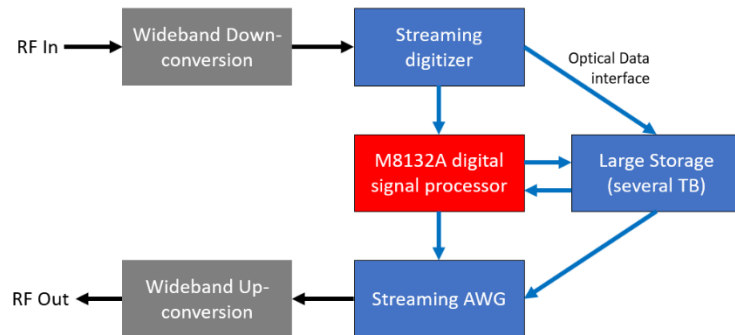 RF In
Wideband Down-
conversion
Streaming
digitizer
Optical Data
interface
M8132A digital
signal processor
Large Storage
(several TB)
RF Out
Wideband Up-
conversion
Streaming AWG